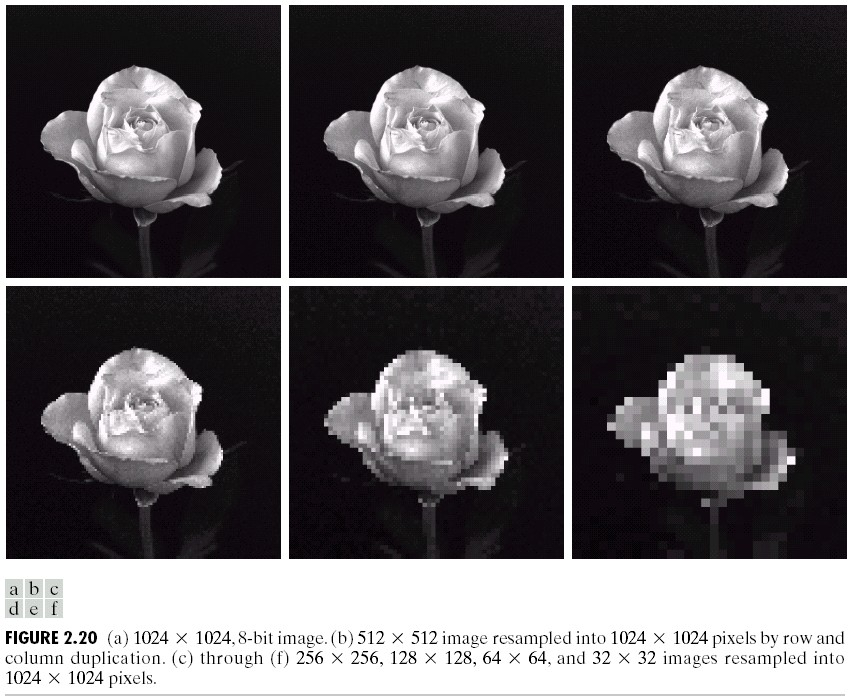 a b c
d e f
FIGURE 2.20 (a) 1024 × 1024, 8-bit image. (b) 512 × 512 image resampled into 1024 × 1024 pixels by row and
column duplication. (c) through (f) 256 × 256, 128 × 128, 64 × 64, and 32 × 32 images resampled into
1024 × 1024 pixels.